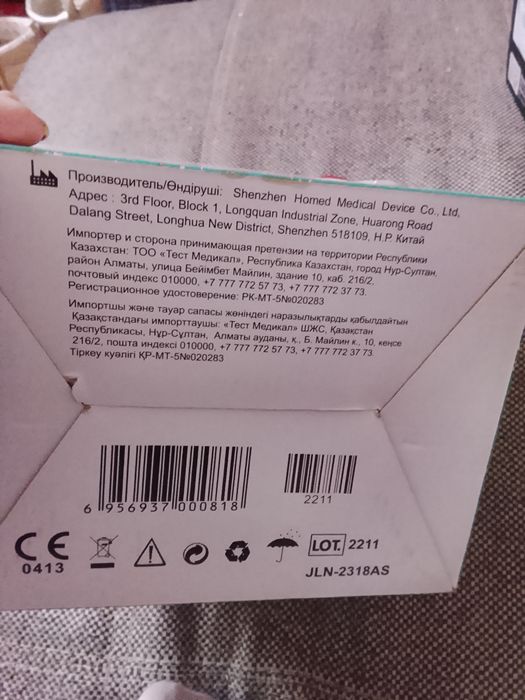 Производитель/Өндіруші: Shenzhen Homed Medical Device Co., Ltd,
Адрес : 3rd Floor, Block 1, Longquan Industrial Zone, Huarong Road
Dalang Street, Longhua New District, Shenzhen 518109, Н.Р. Китай
Импортер и сторона принимающая претензии на территории Республики
Казахстан: ТОО «Тест Медикал», Республика Казахстан, город Нур-Султан,
район Алматы, улица Бейімбет Майлин, здание 10, каб. 216/2,
почтовый индекс 010000, +7 777 772 57 73, +7 777 772 37 73.
Регистрационное удостоверение: РК-МТ-5№020283
Импортшы және тауар сапасы жөніндегі наразылықтарды қабылдайтын
Қазақстандағы импорттаушы: «Тест Медикал» ШЖС, Қазақстан
Республикасы, Нұр-Султан, Алматы ауданы, қ., Б. Майлин к., 10, кеңсе
216/2, пошта индексі 010000, +7 777 772 57 73, +7 777 772 37 73.
Тіркеу куәлігі ҚР-МТ-5№020283
6 956937 000818
2211
CE
0413
LOT. 2211
JLN-2318AS